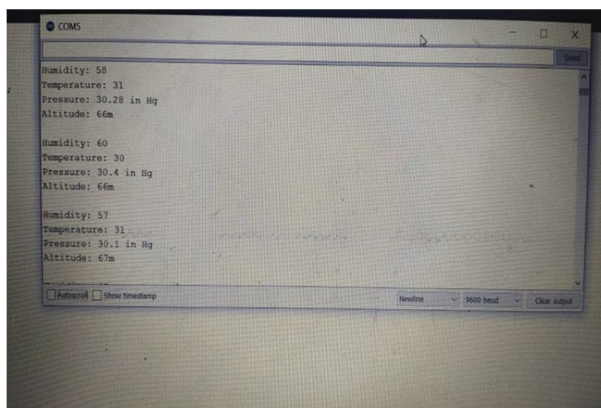 COM5
Send
Humidity: 58
Temperature: 31
Pressure: 30.28 in Hg
Altitude: 66m
Humidity: 60
Temperature: 30
Pressure: 30.4 in Hg
Altitude: 66m
Humidity: 57
Temperature: 31
Pressure: 30.1 in Hg
Altitude: 67m
Autoscroll Show timestamp Newline 9600 baud Clear output